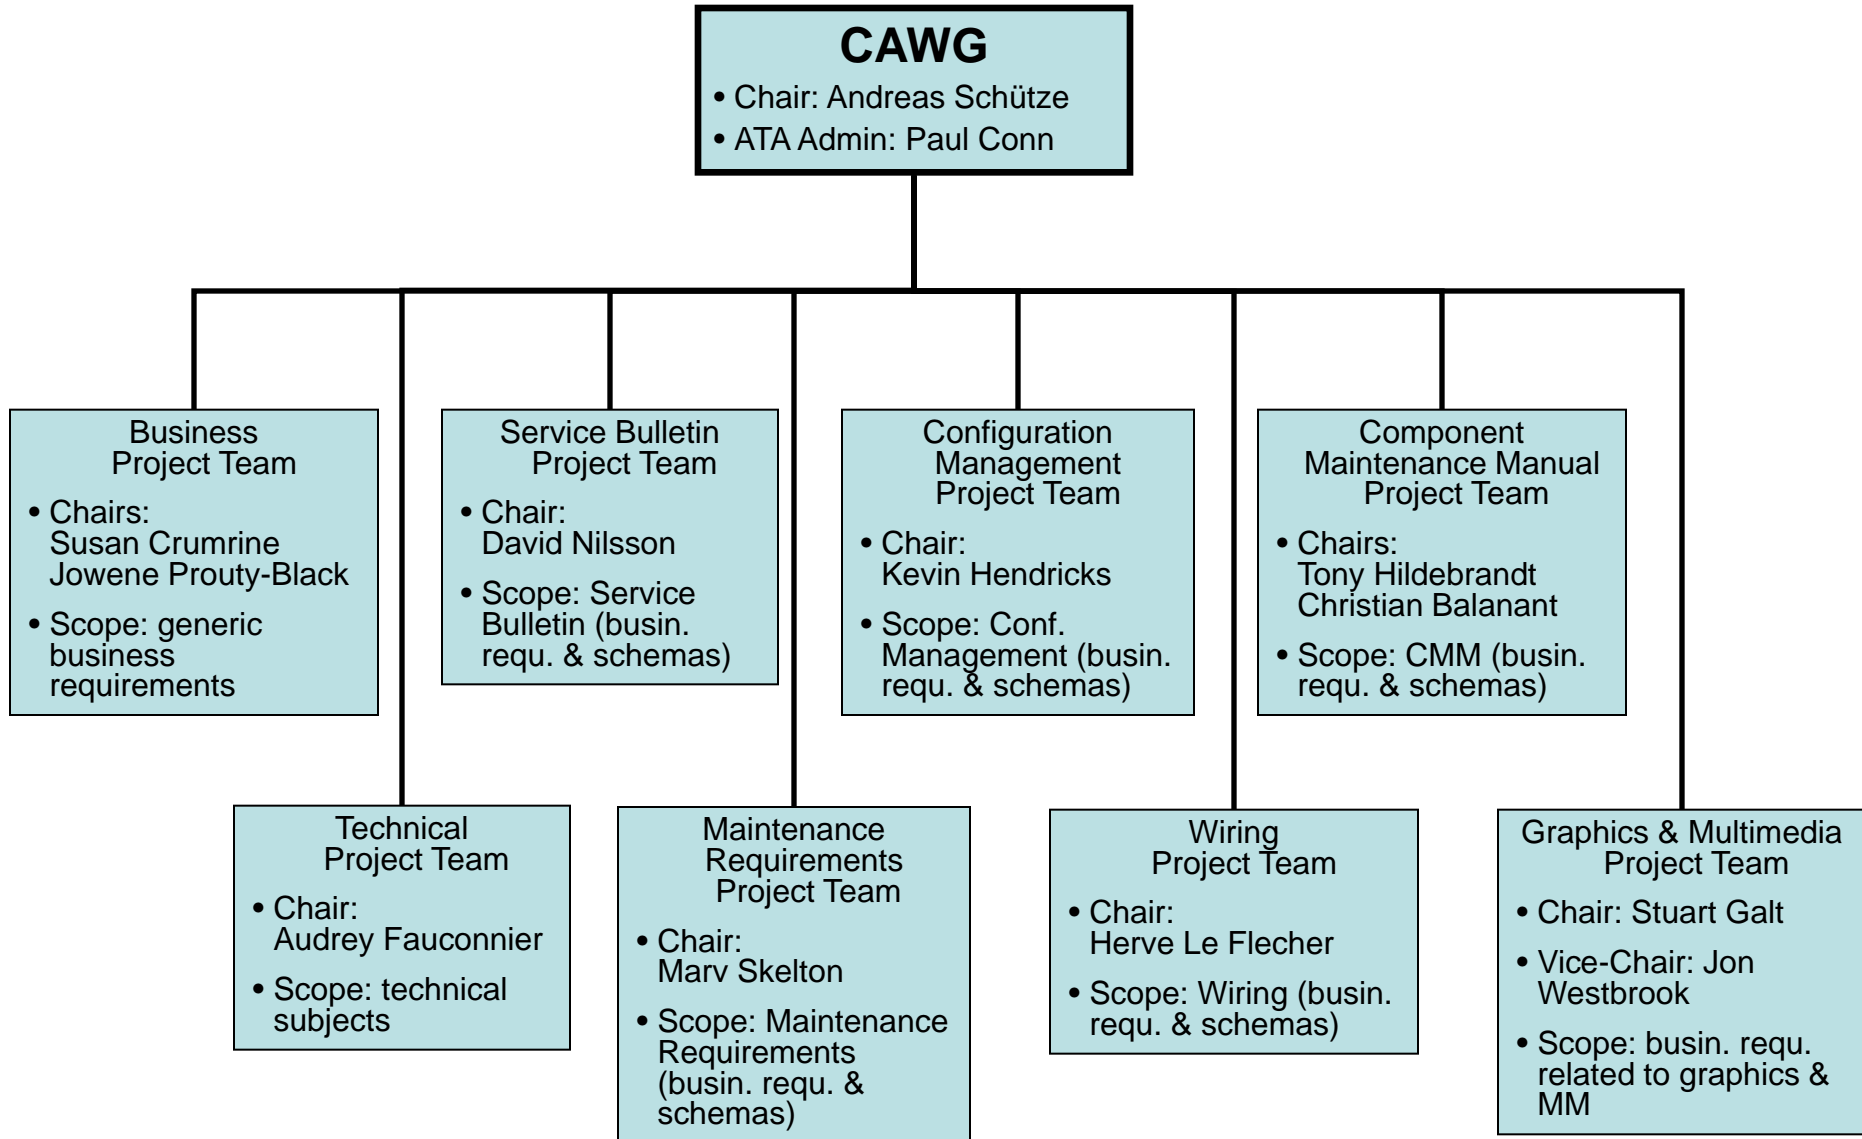 CAWG
• Chair: Andreas Schütze
• ATA Admin: Paul Conn
Business
Project Team
• Chairs:
Susan Crumrine
Jowene Prouty-Black
• Scope: generic
business
requirements
Service Bulletin
Project Team
• Chair:
David Nilsson
• Scope: Service
Bulletin (busin.
requ. & schemas)
Configuration
Management
Project Team
• Chair:
Kevin Hendricks
• Scope: Conf.
Management (busin.
requ. & schemas)
Component
Maintenance Manual
Project Team
• Chairs:
Tony Hildebrandt
Christian Balanant
• Scope: CMM (busin.
requ. & schemas)
Technical
Project Team
• Chair:
Audrey Fauconnier
• Scope: technical
subjects
Maintenance
Requirements
Project Team
• Chair:
Marv Skelton
• Scope: Maintenance
Requirements
(busin. requ. &
schemas)
Wiring
Project Team
• Chair:
Herve Le Flecher
• Scope: Wiring (busin.
requ. & schemas)
Graphics & Multimedia
Project Team
• Chair: Stuart Galt
• Vice-Chair: Jon
Westbrook
• Scope: busin. requ.
related to graphics &
MM